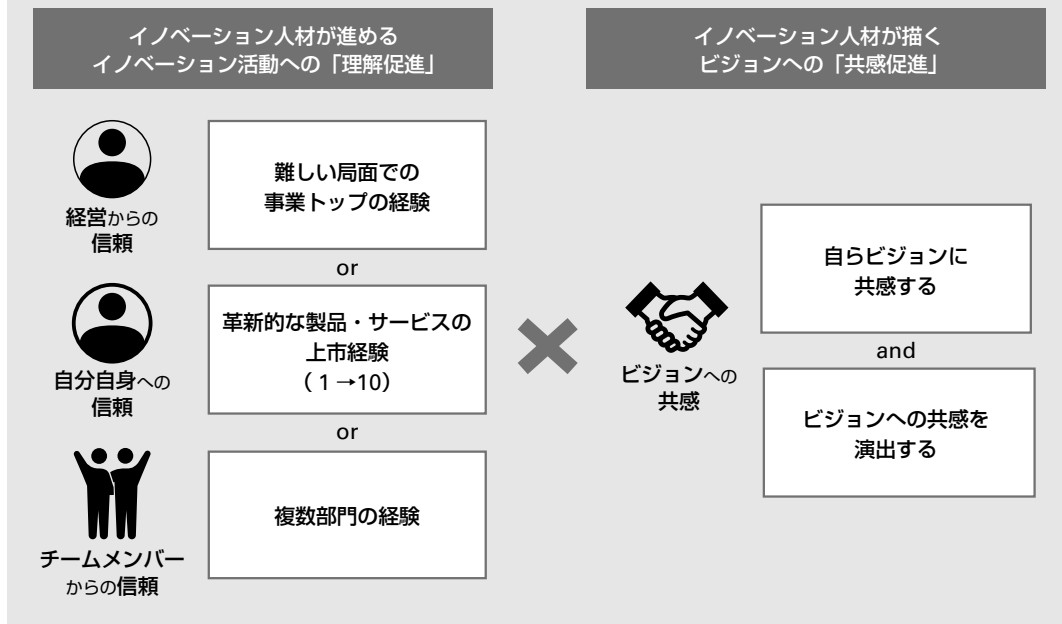 イノベーション人材が進める
イノベーション活動への「理解促進」
経営からの
信頼
難しい局面での
事業トップの経験
or
自分自身への
信頼
革新的な製品・サービスの
上市経験
（1→10）
or
チームメンバー
からの信頼
複数部門の経験
イノベーション人材が描く
ビジョンへの「共感促進」
ビジョンへの
共感
自らビジョンに
共感する
and
ビジョンへの共感を
演出する